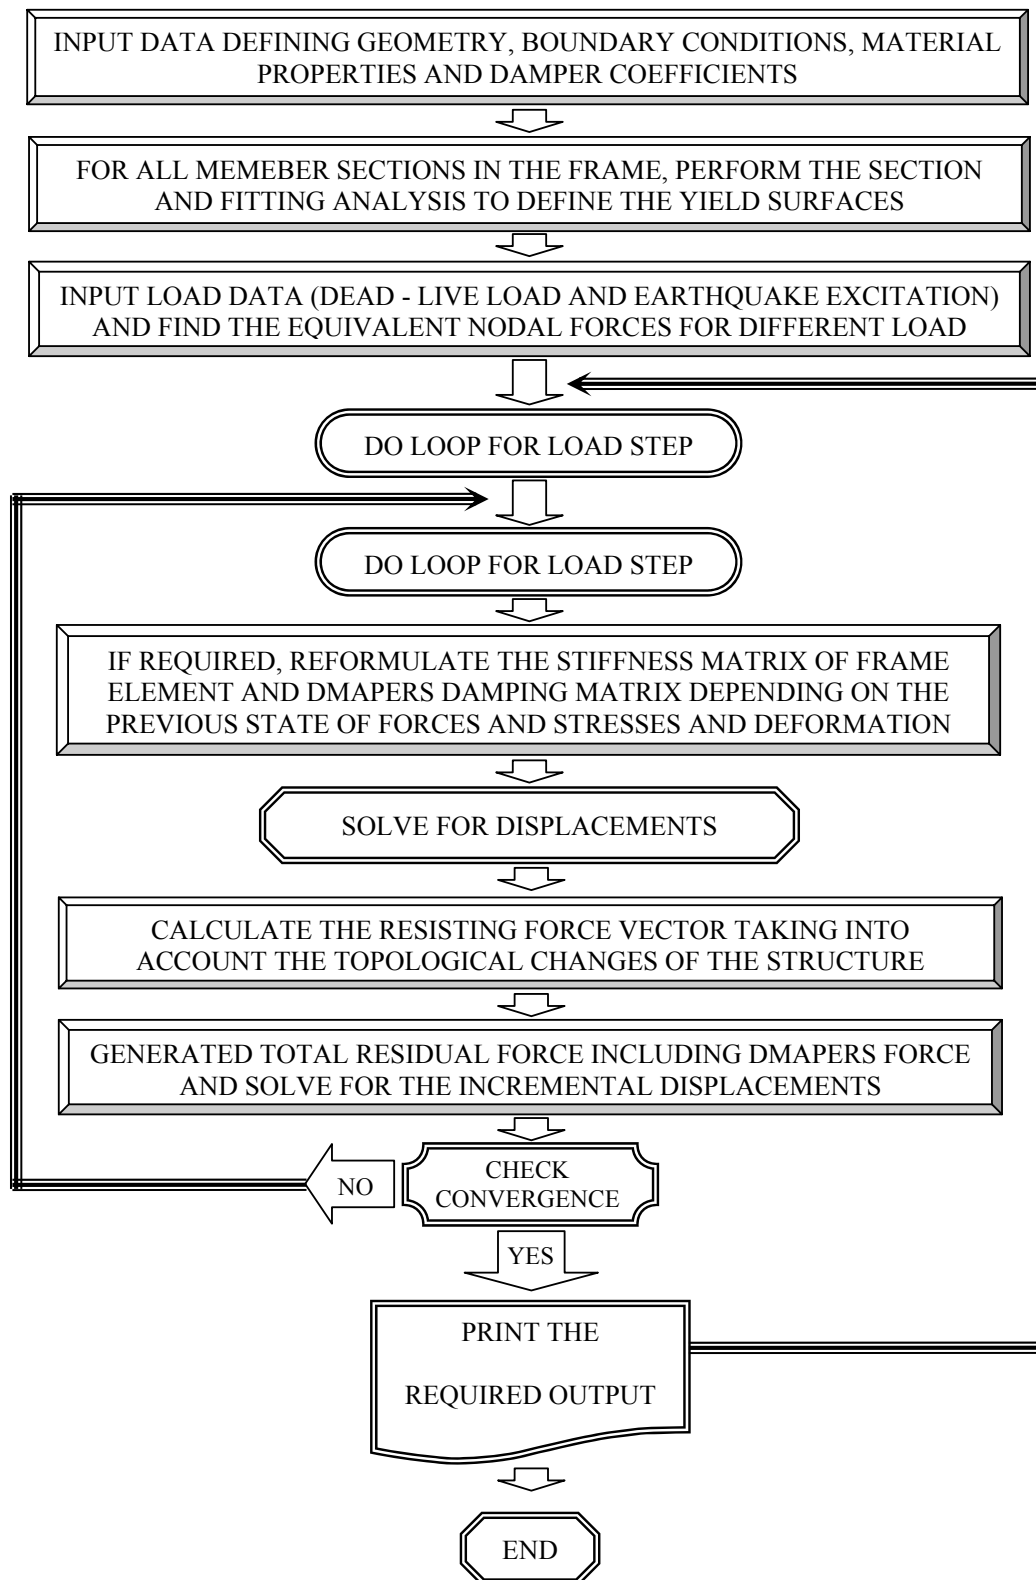 INPUT DATA DEFINING GEOMETRY, BOUNDARY CONDITIONS, MATERIAL
PROPERTIES AND DAMPER COEFFICIENTS
FOR ALL MEMEBER SECTIONS IN THE FRAME, PERFORM THE SECTION
AND FITTING ANALYSIS TO DEFINE THE YIELD SURFACES
INPUT LOAD DATA (DEAD - LIVE LOAD AND EARTHQUAKE EXCITATION)
AND FIND THE EQUIVALENT NODAL FORCES FOR DIFFERENT LOAD
DO LOOP FOR LOAD STEP
DO LOOP FOR LOAD STEP
IF REQUIRED, REFORMULATE THE STIFFNESS MATRIX OF FRAME
ELEMENT AND DMAPERS DAMPING MATRIX DEPENDING ON THE
PREVIOUS STATE OF FORCES AND STRESSES AND DEFORMATION
SOLVE FOR DISPLACEMENTS
CALCULATE THE RESISTING FORCE VECTOR TAKING INTO
ACCOUNT THE TOPOLOGICAL CHANGES OF THE STRUCTURE
GENERATED TOTAL RESIDUAL FORCE INCLUDING DMAPERS FORCE
AND SOLVE FOR THE INCREMENTAL DISPLACEMENTS
CHECK
CONVERGENCE
NO
YES
PRINT THE
REQUIRED OUTPUT
END